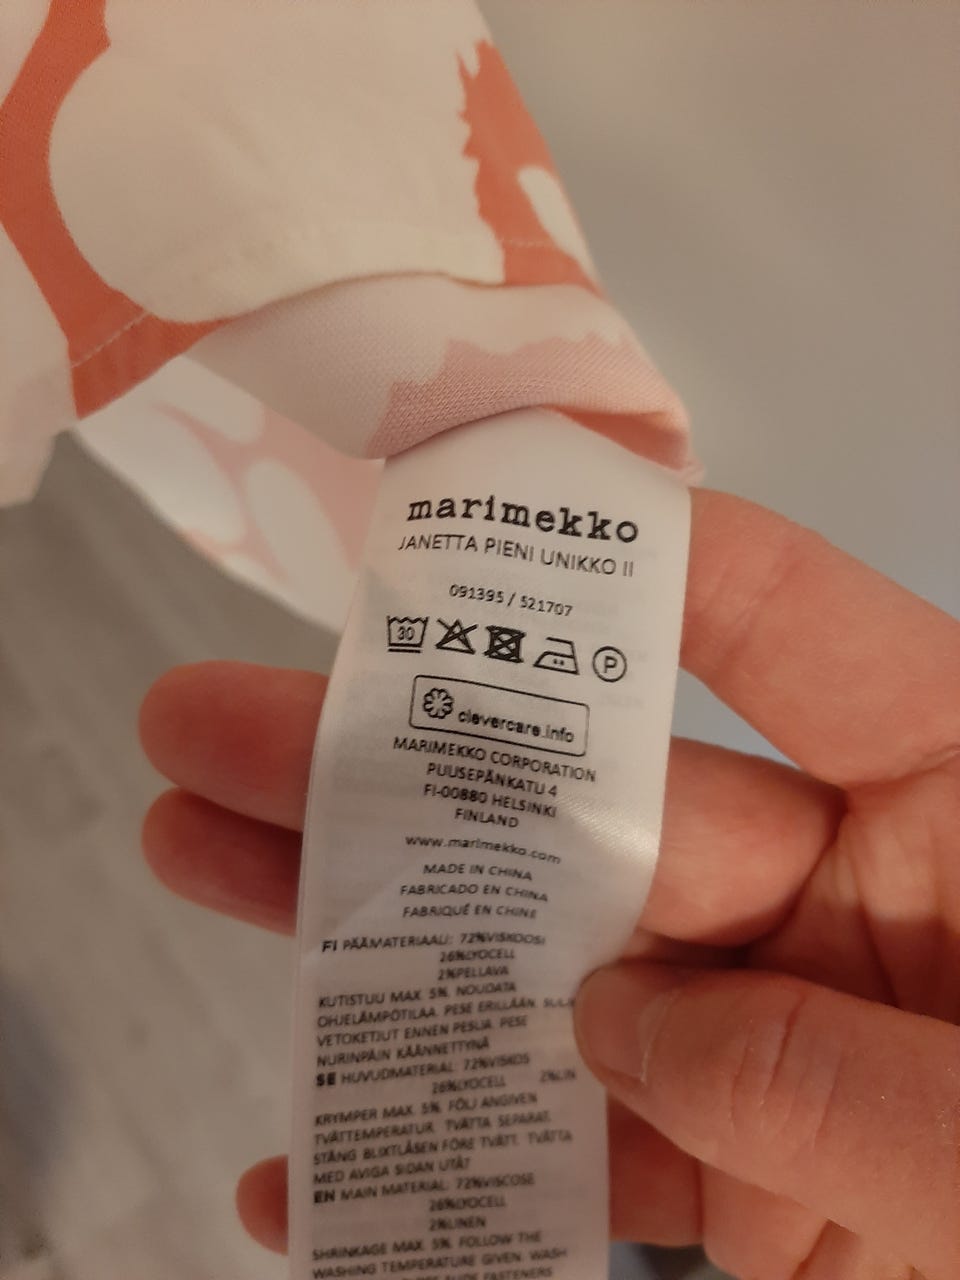 marimekko
JANETTA PIENI UNIKKO II
091395 / 521707
30
P
clevercare.info
MARIMEKKO CORPORATION
PUUSEPÄNKATU 4
FI-00880 HELSINKI
FINLAND
www.marimekko.com
MADE IN CHINA
FABRICADO EN CHINA
FABRIQUÉ EN CHINE
FI PÄÄMATERIAALI: 72%VISKOOSI
26%LYOCELL
2%PELLAVA
KUTISTUU MAX. 5%. NOUDATA
OHJELÄMPÖTILAA. PESE ERILLÄÄN.
VETOKETJUT ENNEN PESUA. PESE
NURINPÄIN KÄÄNNETTYNÄ
SE HUVUDMATERIAL: 72%VISKOS
26%LYOCELL 2%LIN
KRYMPER MAX. 5%. FÖLJ ANGIVEN
TVÄTTEMPERATUR. TVÄTTA SEPARAT.
STÄNG BLIXTLÅSEN FÖRE TVÄTT. TVÄTTA
MED AVIGA SIDAN UTÅT
EN MAIN MATERIAL: 72%VISCOSE
26%LYOCELL
2%LINEN
SHRINKAGE MAX. 5%. FOLLOW THE
WASHING TEMPERATURE GIVEN. WASH
FASTENERS